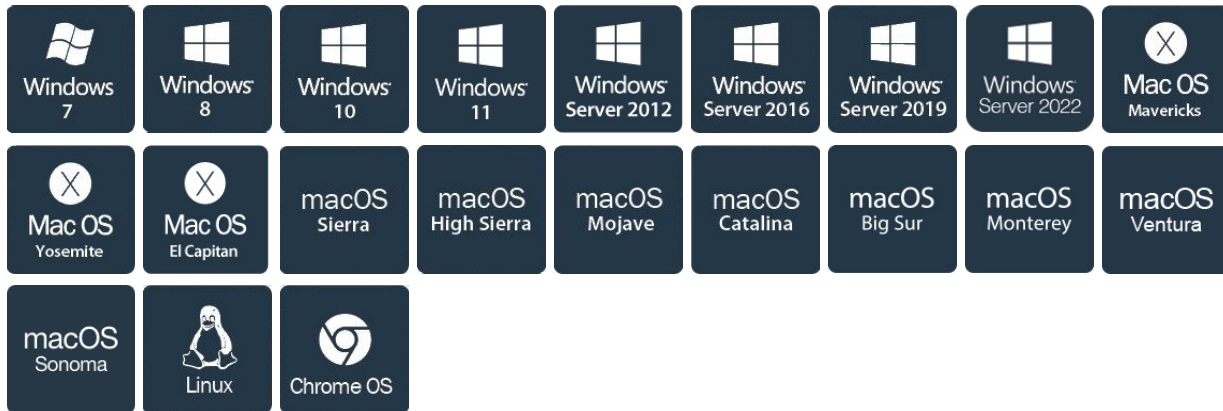 Windows
7
Windows
8
Windows
10
Windows
11
Windows
Server 2012
Windows
Server 2016
Windows
Server 2019
Windows
Server 2022
X
Mac OS
Mavericks
X
Mac OS
Yosemite
X
Mac OS
El Capitan
macOS
Sierra
macOS
High Sierra
macOS
Mojave
macOS
Catalina
macOS
Big Sur
macOS
Monterey
macOS
Ventura
macOS
Sonoma
Linux
Chrome OS